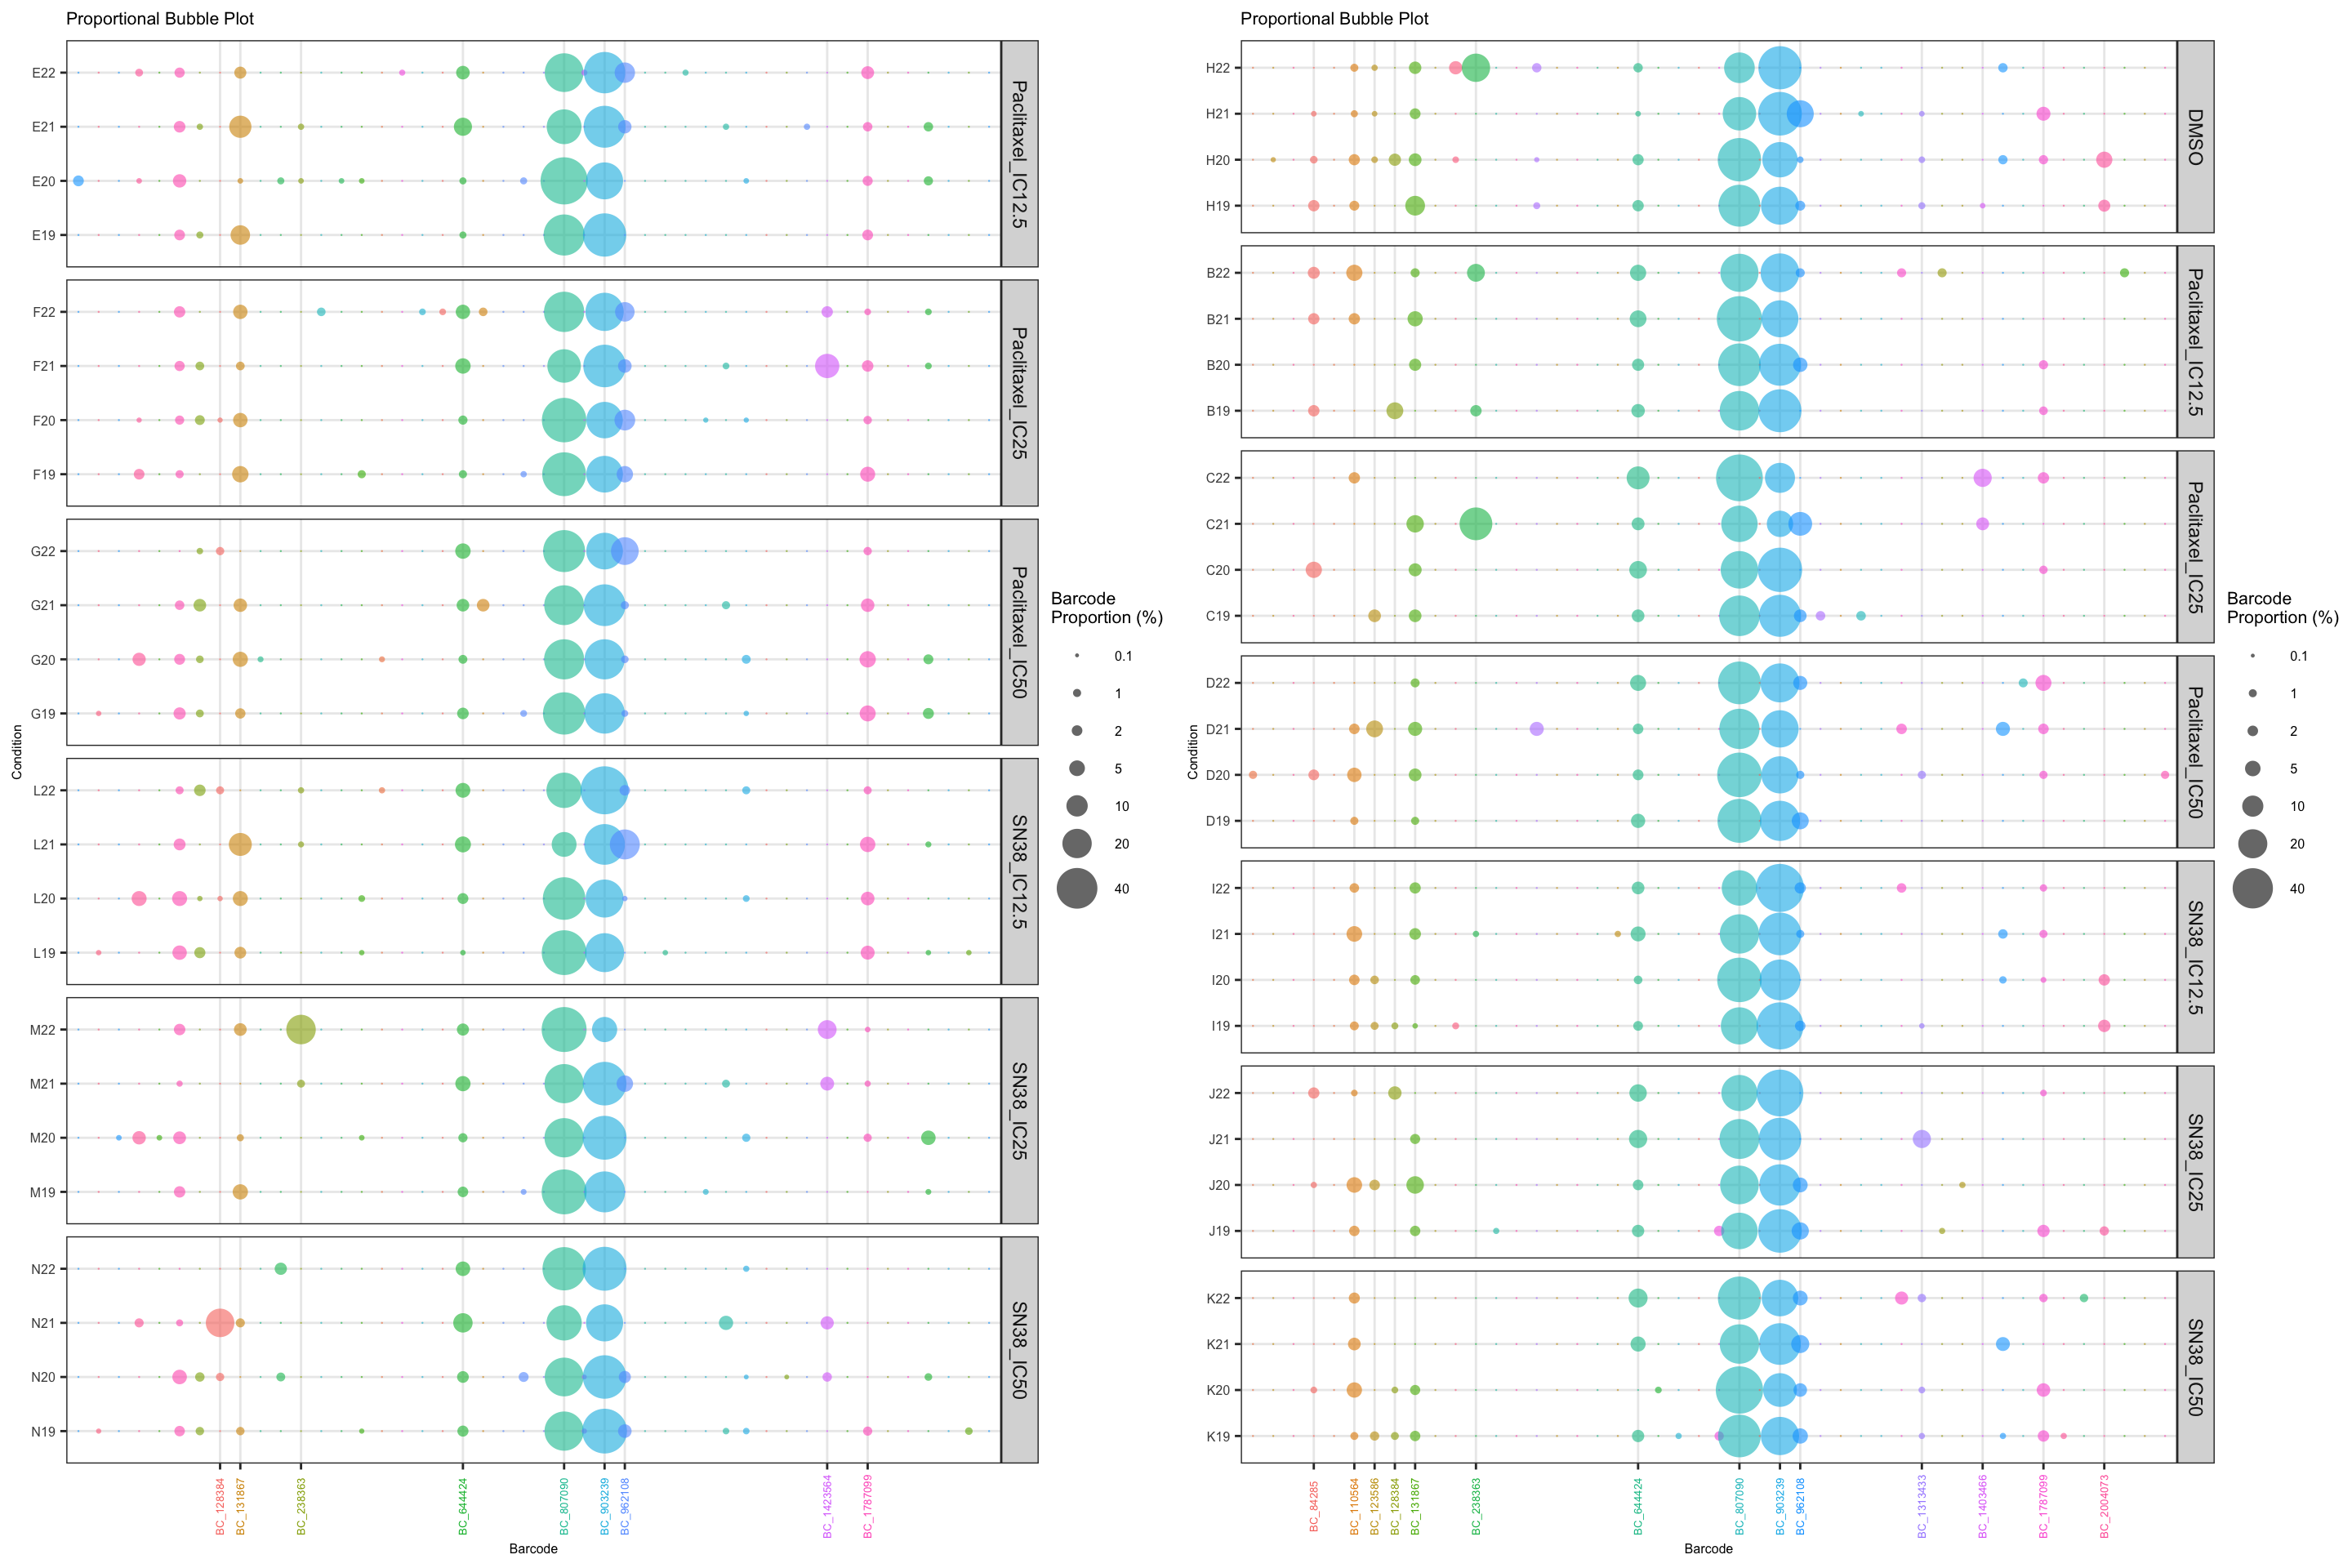 Proportional Bubble Plot
E22
E21
E20
E19
Paclitaxel_IC12.5
F22
F21
F20
F19
Paclitaxel_IC25
G22
G21
G20
G19
Paclitaxel_IC50
L22
L21
L20
L19
SN38_IC12.5
M22
M21
M20
M19
SN38_IC25
N22
N21
N20
N19
SN38_IC50
Condition
BC_128384
BC_131867
BC_238363
BC_644424
BC_807090
BC_903239
BC_962108
BC_1423564
BC_1787099
Barcode
Barcode
Proportion (%)
0.1
1
2
5
10
20
40
Proportional Bubble Plot
H22
H21
H20
H19
DMSO
B22
B21
B20
B19
Paclitaxel_IC12.5
C22
C21
C20
C19
Paclitaxel_IC25
D22
D21
D20
D19
Paclitaxel_IC50
I22
I21
I20
I19
SN38_IC12.5
J22
J21
J20
J19
SN38_IC25
K22
K21
K20
K19
SN38_IC50
Condition
BC_84285
BC_110564
BC_123586
BC_128384
BC_131867
BC_238363
BC_644424
BC_807090
BC_903239
BC_962108
BC_1313433
BC_1403466
BC_1787099
BC_2004073
Barcode
Barcode
Proportion (%)
0.1
1
2
5
10
20
40